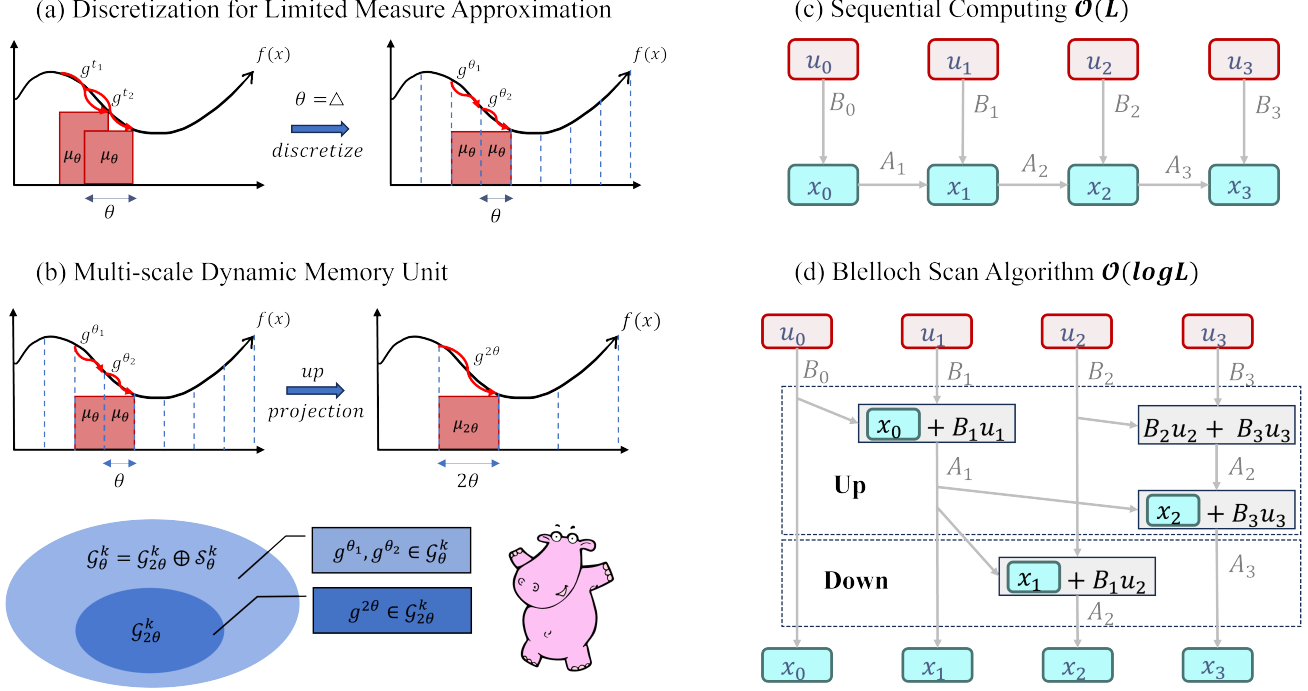 (a) Discretization for Limited Measure Approximation
f(x)
g^{t_1}
g^{t_2}
μ_θ
μ_θ
θ
θ = △
discretize
f(x)
g^{θ_1}
g^{θ_2}
μ_θ μ_θ
θ
(b) Multi-scale Dynamic Memory Unit
f(x)
g^{θ_1}
g^{θ_2}
μ_θ μ_θ
θ
up
projection
f(x)
g^{2θ}
μ_{2θ}
2θ
𝒢_θ^k = 𝒢_{2θ}^k ⊕ 𝒮_θ^k
𝒢_{2θ}^k
g^{θ_1}, g^{θ_2} ∈ 𝒢_θ^k
g^{2θ} ∈ 𝒢_{2θ}^k
(c) Sequential Computing 𝒪(L)
u_0 u_1 u_2 u_3
B_0 B_1 B_2 B_3
A_1 A_2 A_3
x_0 x_1 x_2 x_3
(d) Blelloch Scan Algorithm 𝒪(logL)
u_0 u_1 u_2 u_3
B_0 B_1 B_2 B_3
x_0 + B_1u_1
B_2u_2 + B_3u_3
A_1 A_2
Up
x_2 + B_3u_3
Down
x_1 + B_1u_2
A_3
A_2
x_0 x_1 x_2 x_3